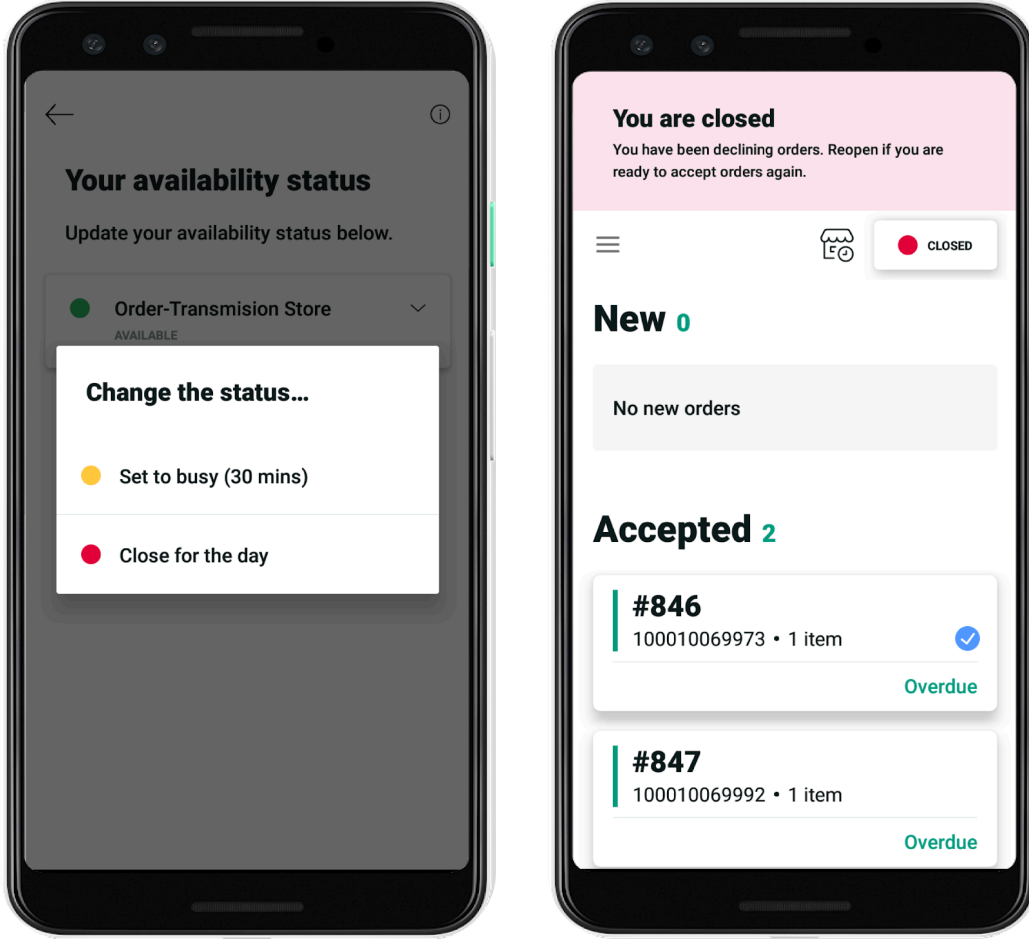 Your availability status
Update your availability status below.
Order-Transmision Store
AVAILABLE
Change the status...
Set to busy (30 mins)
Close for the day
You are closed
You have been declining orders. Reopen if you are
ready to accept orders again.
CLOSED
New 0
No new orders
Accepted 2
#846
100010069973 • 1 item
Overdue
#847
100010069992 • 1 item
Overdue